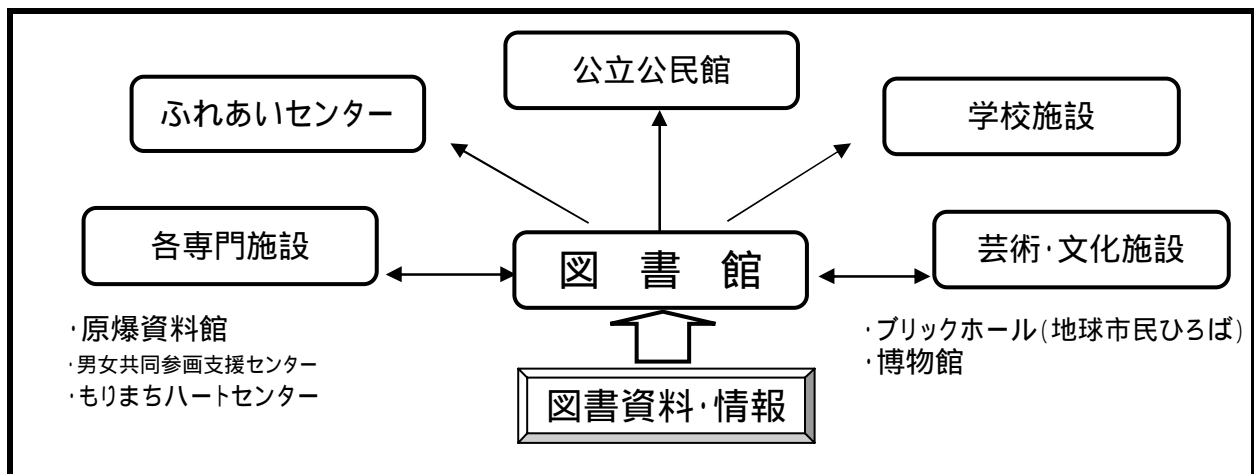 公立公民館
ふれあいセンター
学校施設
各専門施設
図 書 館
芸術・文化施設
・原爆資料館
・男女共同参画支援センター
・もりまちハートセンター
・ブリックホール(地球市民ひろば)
・博物館
図書資料・情報